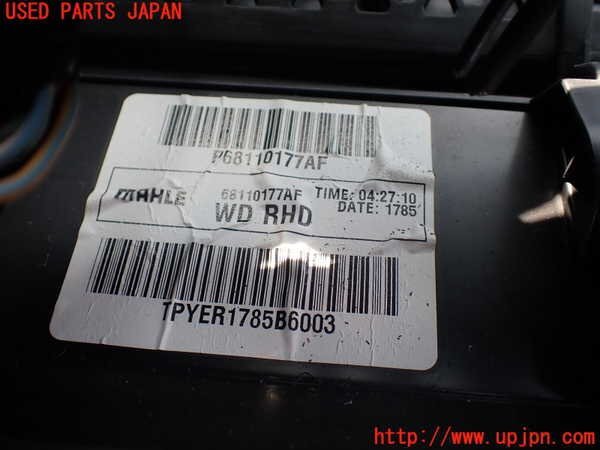 USED PARTS JAPAN
P68110177AF
MAHLE
68110177AF TIME: 04:27:10
WD RHD DATE: 1785
TPYER1785B6003
http://www.upjpn.com